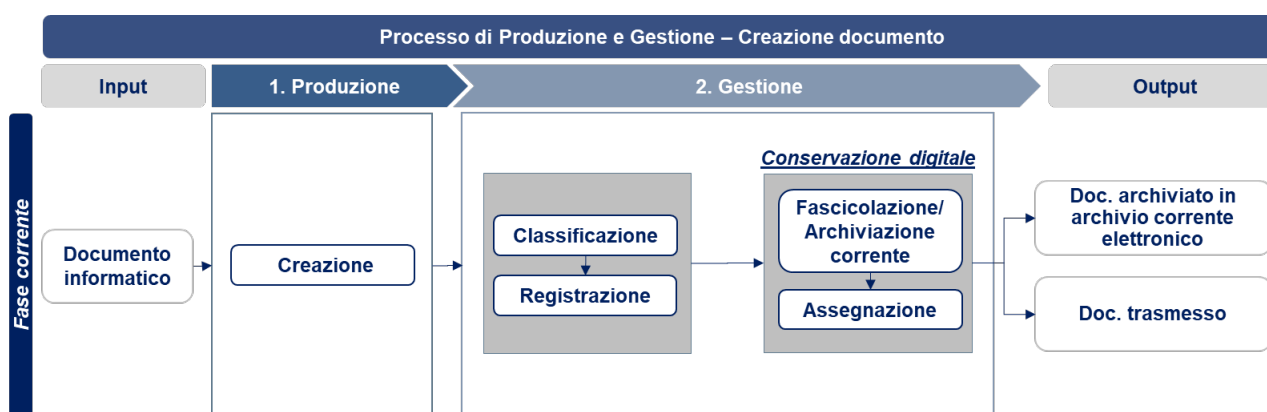 Processo di Produzione e Gestione – Creazione documento
Input
1. Produzione
2. Gestione
Output
Fase corrente
Documento
informatico
Creazione
Classificazione
Registrazione
Conservazione digitale
Fascicolazione/
Archiviazione
corrente
Assegnazione
Doc. archiviato in
archivio corrente
elettronico
Doc. trasmesso